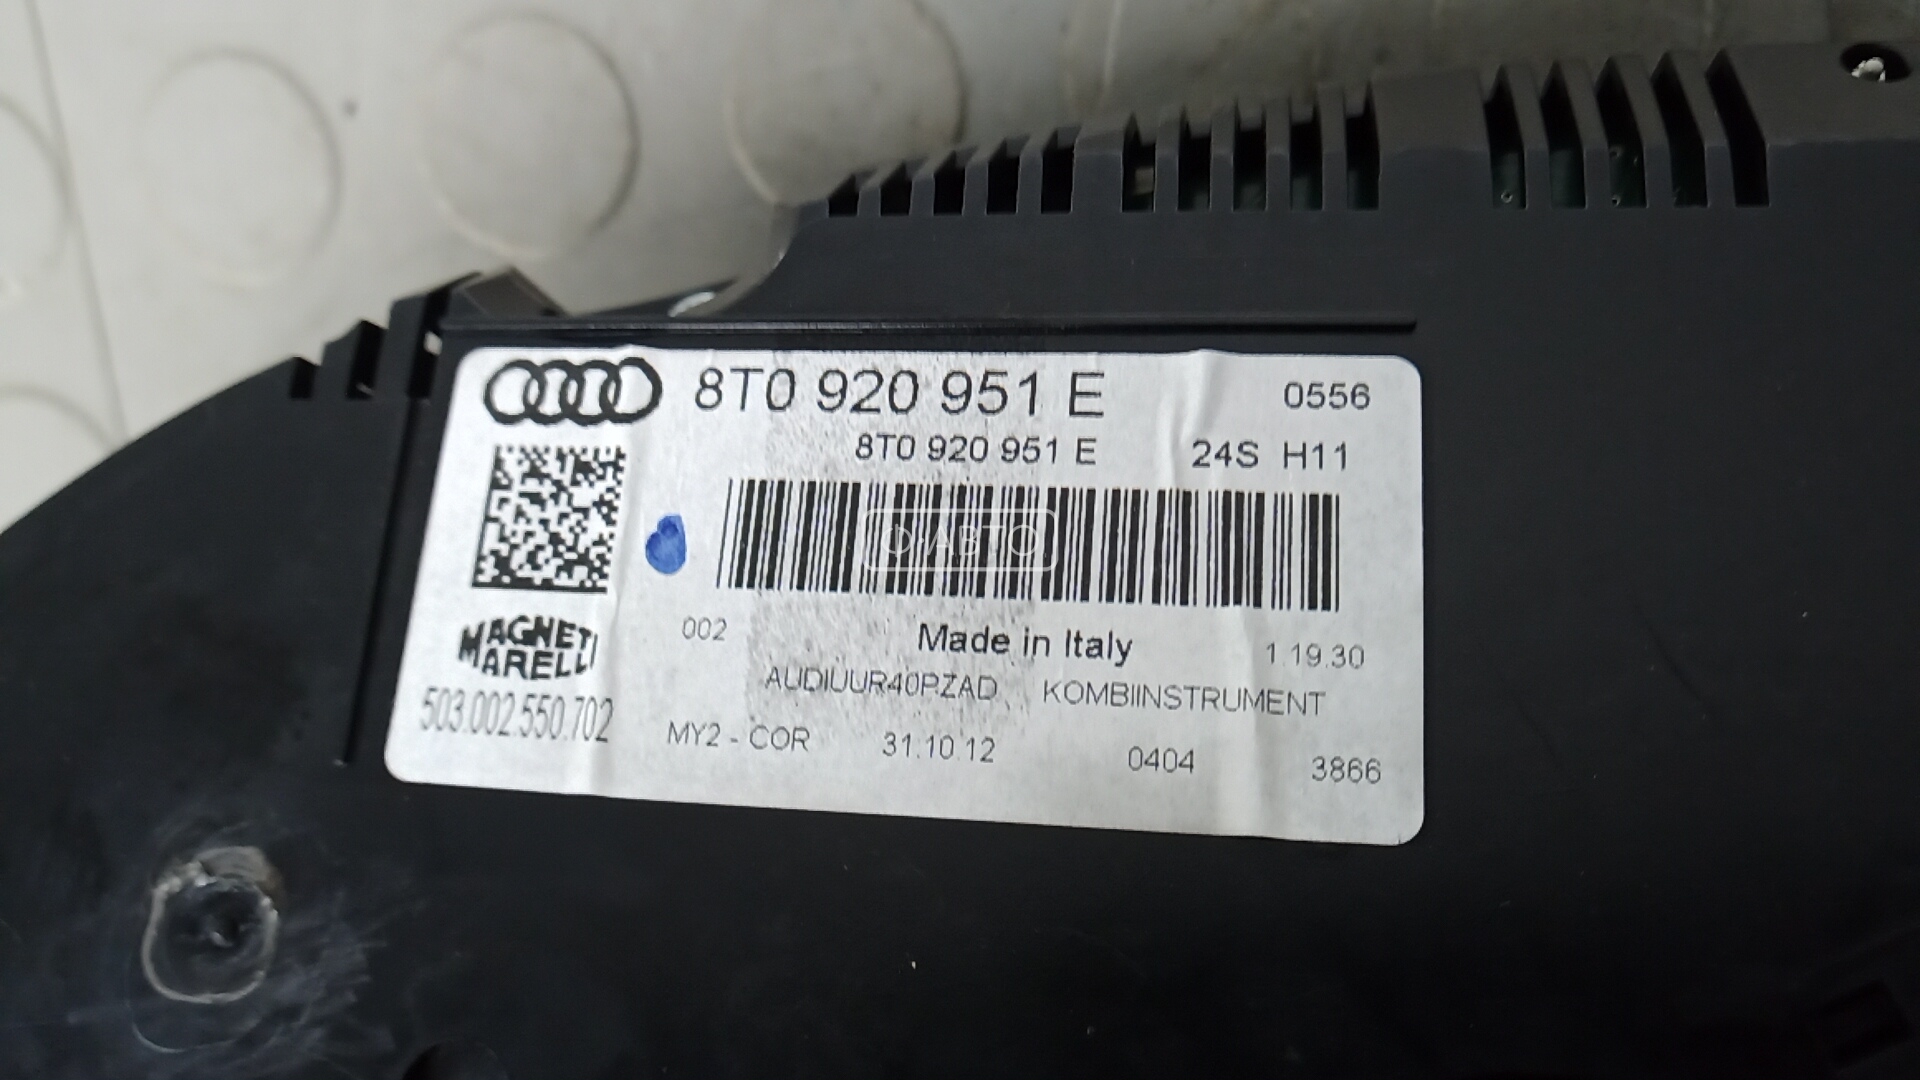 8T0 920 951 E 0556
8T0 920 951 E 24S H11
Ф-АВТО
MAGNETI
MARELLI
002 Made in Italy 1.19.30
AUDIUUR40PZAD KOMBIINSTRUMENT
503.002.550.702
MY2 - COR 31.10.12 0404 3866